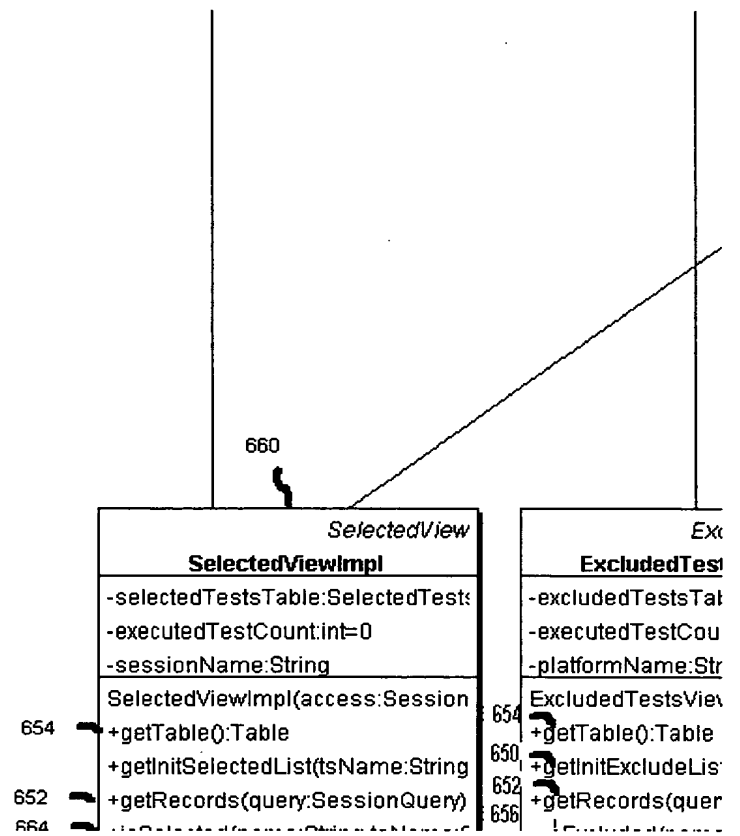 660
SelectedView
SelectedViewImpl
-selectedTestsTable:SelectedTests
-executedTestCount:int=0
-sessionName:String
SelectedViewImpl(access:Session
654 +getTable():Table
+getInitSelectedList(tsName:String
652 +getRecords(query:SessionQuery)
664
Exc
ExcludedTest
-excludedTestsTab
-executedTestCou
-platformName:Str
ExcludedTestsView
654 +getTable():Table
650 +getInitExcludeList
652 +getRecords(quer
656